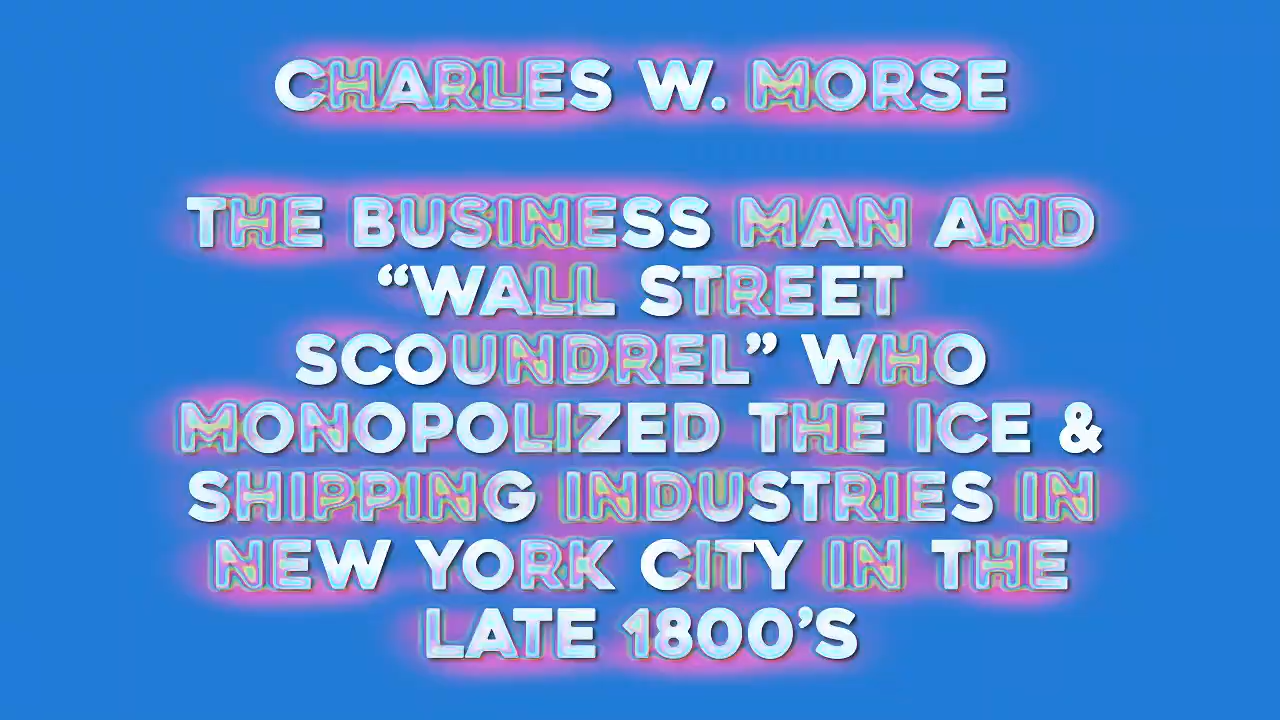 CHARLES W. MORSE
THE BUSINESS MAN AND
“WALL STREET
SCOUNDREL” WHO
MONOPOLIZED THE ICE &
SHIPPING INDUSTRIES IN
NEW YORK CITY IN THE
LATE 1800’S